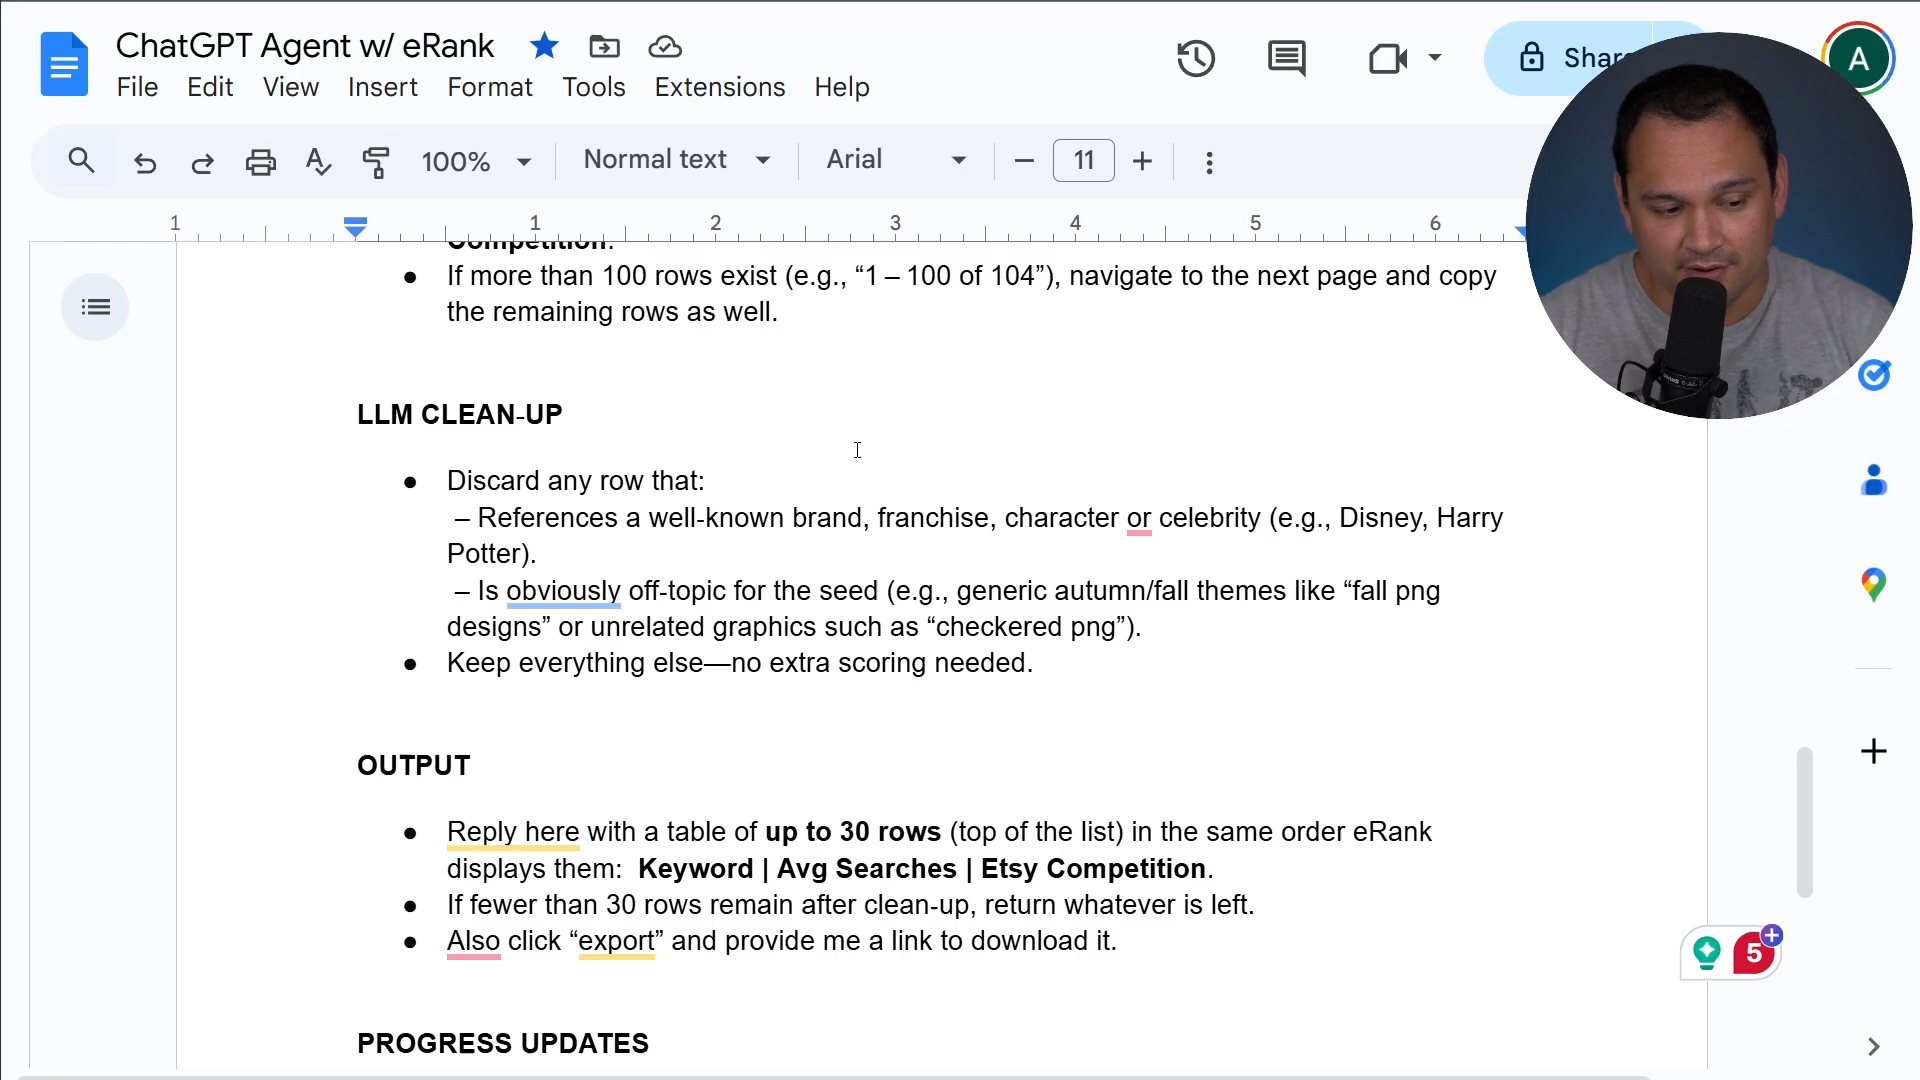 ChatGPT Agent w/ eRank
Share
A
File Edit View Insert Format Tools Extensions Help
100% Normal text Arial 11
1 1 2 3 4 5 6
Competition.
● If more than 100 rows exist (e.g., “1 – 100 of 104”), navigate to the next page and copy
the remaining rows as well.
LLM CLEAN-UP
● Discard any row that:
– References a well-known brand, franchise, character or celebrity (e.g., Disney, Harry
Potter).
– Is obviously off-topic for the seed (e.g., generic autumn/fall themes like “fall png
designs” or unrelated graphics such as “checkered png”).
● Keep everything else—no extra scoring needed.
OUTPUT
● Reply here with a table of up to 30 rows (top of the list) in the same order eRank
displays them: Keyword | Avg Searches | Etsy Competition.
● If fewer than 30 rows remain after clean-up, return whatever is left.
● Also click “export” and provide me a link to download it.
5
PROGRESS UPDATES